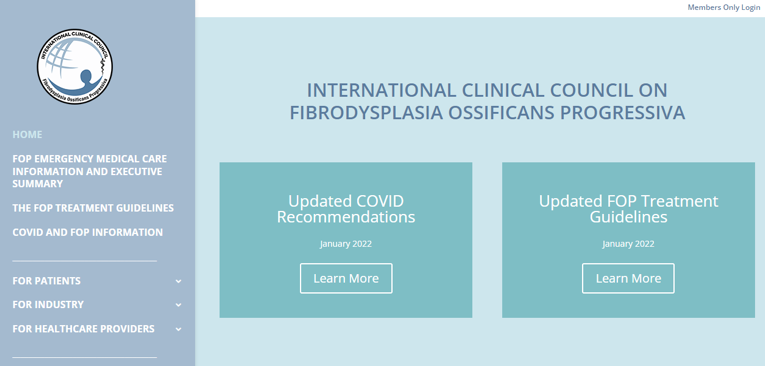 Members Only Login
INTERNATIONAL CLINICAL COUNCIL
Fibrodysplasia Ossificans Progressiva
HOME
FOP EMERGENCY MEDICAL CARE
INFORMATION AND EXECUTIVE
SUMMARY
THE FOP TREATMENT GUIDELINES
COVID AND FOP INFORMATION
FOR PATIENTS
FOR INDUSTRY
FOR HEALTHCARE PROVIDERS
INTERNATIONAL CLINICAL COUNCIL ON
FIBRODYSPLASIA OSSIFICANS PROGRESSIVA
Updated COVID
Recommendations
January 2022
Learn More
Updated FOP Treatment
Guidelines
January 2022
Learn More